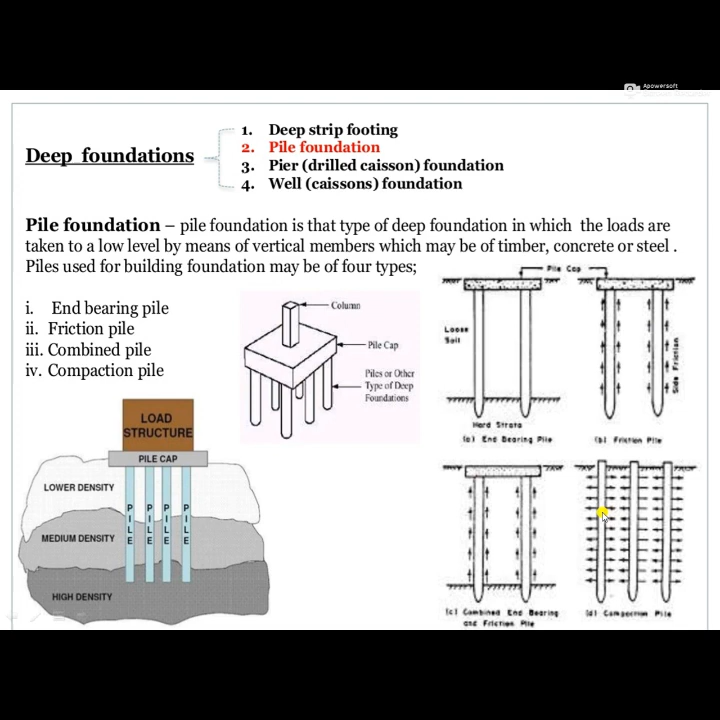 Apowersoft
Deep foundations
1. Deep strip footing
2. Pile foundation
3. Pier (drilled caisson) foundation
4. Well (caissons) foundation
Pile foundation – pile foundation is that type of deep foundation in which the loads are
taken to a low level by means of vertical members which may be of timber, concrete or steel .
Piles used for building foundation may be of four types;
i. End bearing pile
ii. Friction pile
iii. Combined pile
iv. Compaction pile
Column
Pile Cap
Piles or Other
Type of Deep
Foundations
Pile Cap
Loose
Soil
Side Friction
Hard Strata
(a) End Bearing Pile
(b) Friction Pile
LOAD
STRUCTURE
PILE CAP
LOWER DENSITY
MEDIUM DENSITY
HIGH DENSITY
PILE
PILE
PILE
PILE
(c) Combined End Bearing
and Friction Pile
(d) Compaction Pile